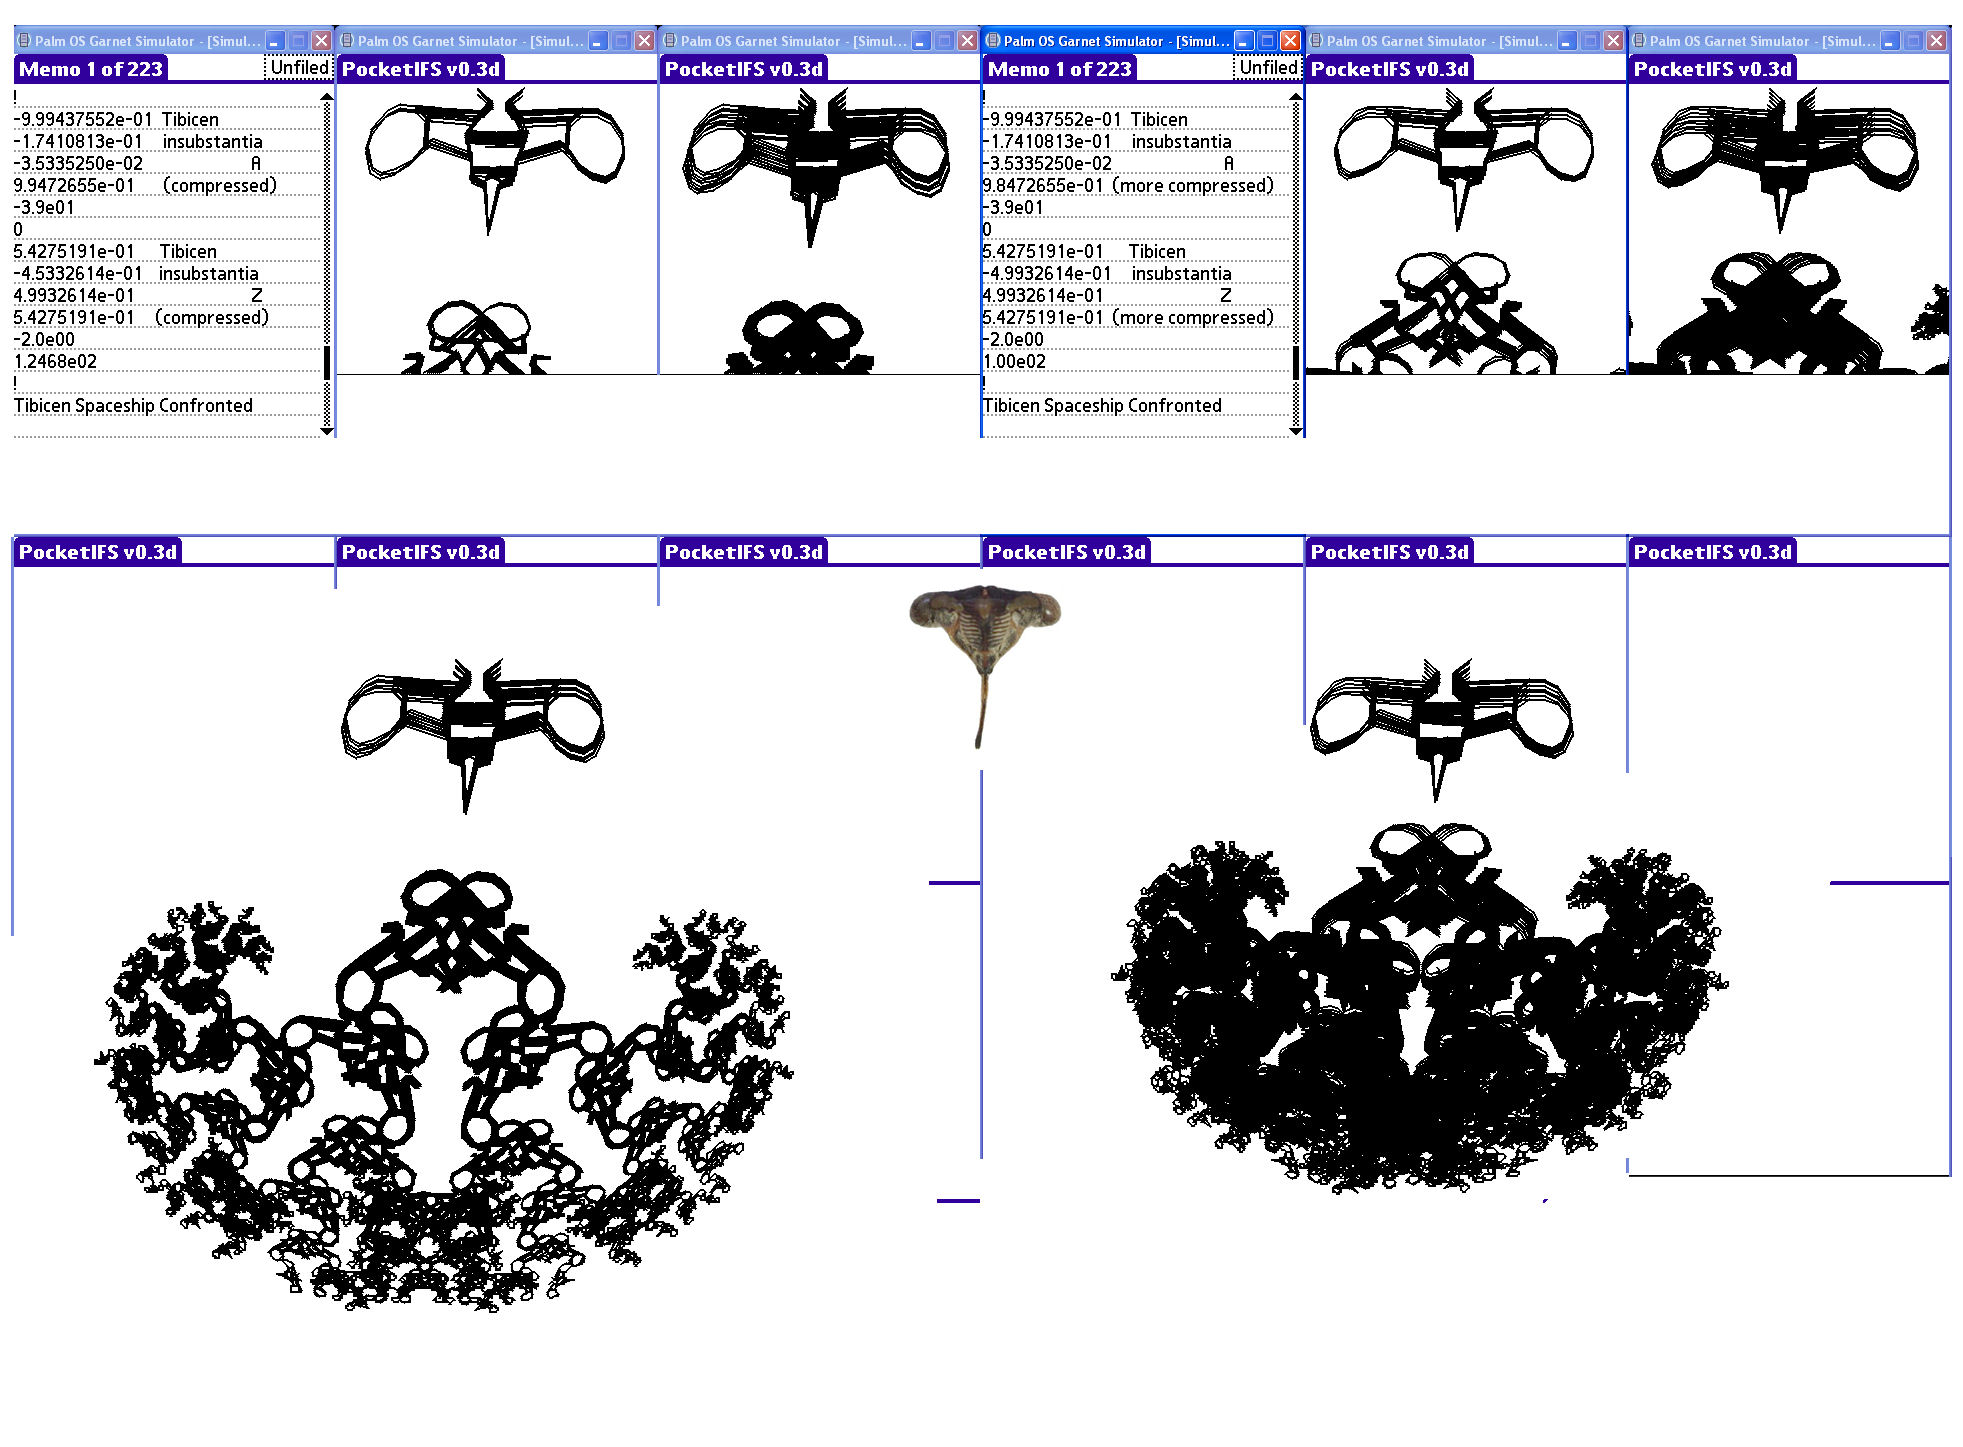 Palm OS Garnet Simulator - [Simul...
Palm OS Garnet Simulator - [Simul...
Palm OS Garnet Simulator - [Simul...
Palm OS Garnet Simulator - [Simul...
Palm OS Garnet Simulator - [Simul...
Palm OS Garnet Simulator - [Simul...
Memo 1 of 223 Unfiled
!
-9.99437552e-01 Tibicen
-1.7410813e-01 insubstantia
-3.5335250e-02 A
9.9472655e-01 (compressed)
-3.9e01
0
5.4275191e-01 Tibicen
-4.5332614e-01 insubstantia
4.9932614e-01 Z
5.4275191e-01 (compressed)
-2.0e00
1.2468e02
!
Tibicen Spaceship Confronted
PocketIFS v0.3d
PocketIFS v0.3d
Memo 1 of 223 Unfiled
!
-9.99437552e-01 Tibicen
-1.7410813e-01 insubstantia
-3.5335250e-02 A
9.8472655e-01 (more compressed)
-3.9e01
0
5.4275191e-01 Tibicen
-4.9932614e-01 insubstantia
4.9932614e-01 Z
5.4275191e-01 (more compressed)
-2.0e00
1.00e02
!
Tibicen Spaceship Confronted
PocketIFS v0.3d
PocketIFS v0.3d
PocketIFS v0.3d
PocketIFS v0.3d
PocketIFS v0.3d
PocketIFS v0.3d
PocketIFS v0.3d
PocketIFS v0.3d